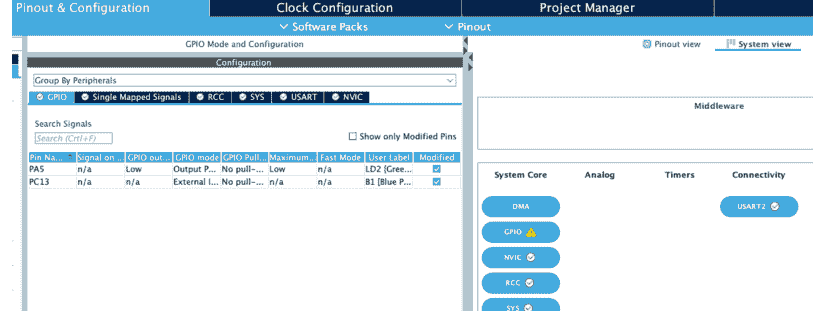 Pinout & Configuration Clock Configuration Project Manager
Software Packs Pinout
GPIO Mode and Configuration Pinout view System view
Configuration
Group By Peripherals
GPIO Single Mapped Signals RCC SYS USART NVIC
Search Signals
Search (Crtl+F) Show only Modified Pins
Pin Na... Signal on ... GPIO out... GPIO mode GPIO Pull... Maximum... Fast Mode User Label Modified
PA5 n/a Low Output P... No pull-... Low n/a LD2 [Gree...
PC13 n/a n/a External I... No pull-... n/a n/a B1 [Blue P...
Middleware
System Core Analog Timers Connectivity
DMA USART2
GPIO
NVIC
RCC
SYS